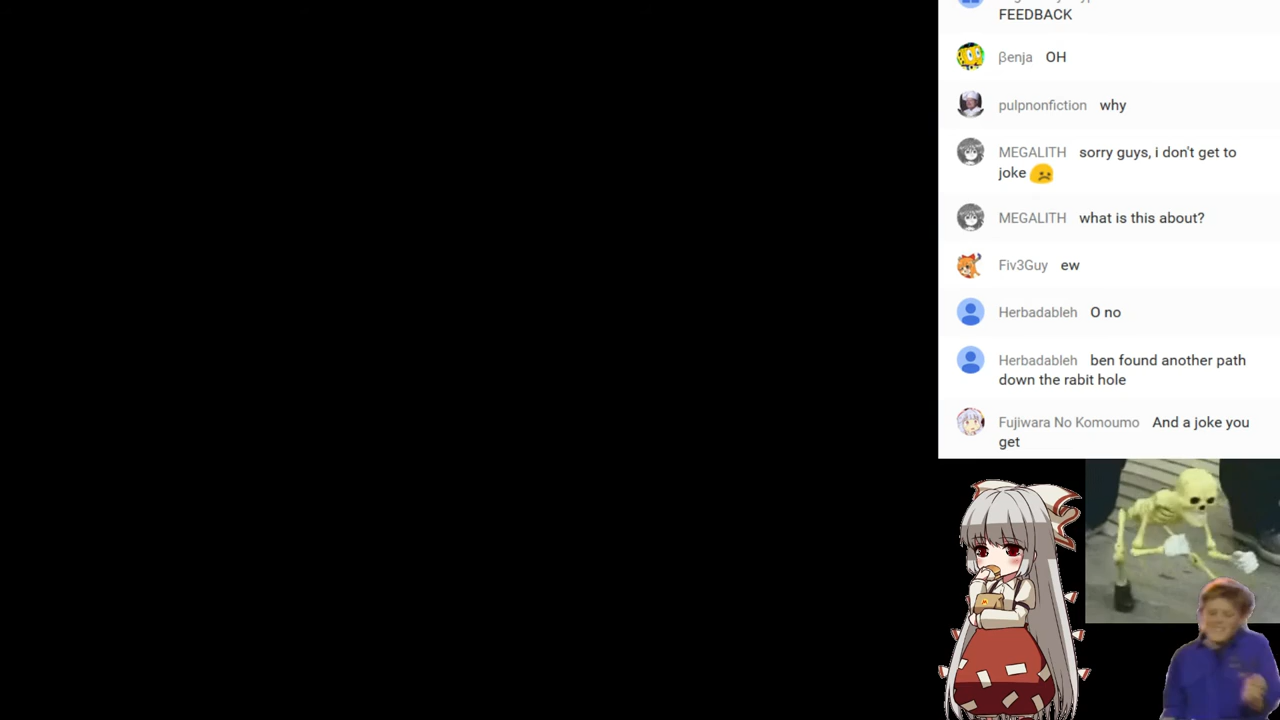 FEEDBACK
βenja OH
pulpnonfiction why
MEGALITH sorry guys, i don't get to
joke
MEGALITH what is this about?
Fiv3Guy ew
Herbadableh O no
Herbadableh ben found another path
down the rabit hole
Fujiwara No Komoumo And a joke you
get